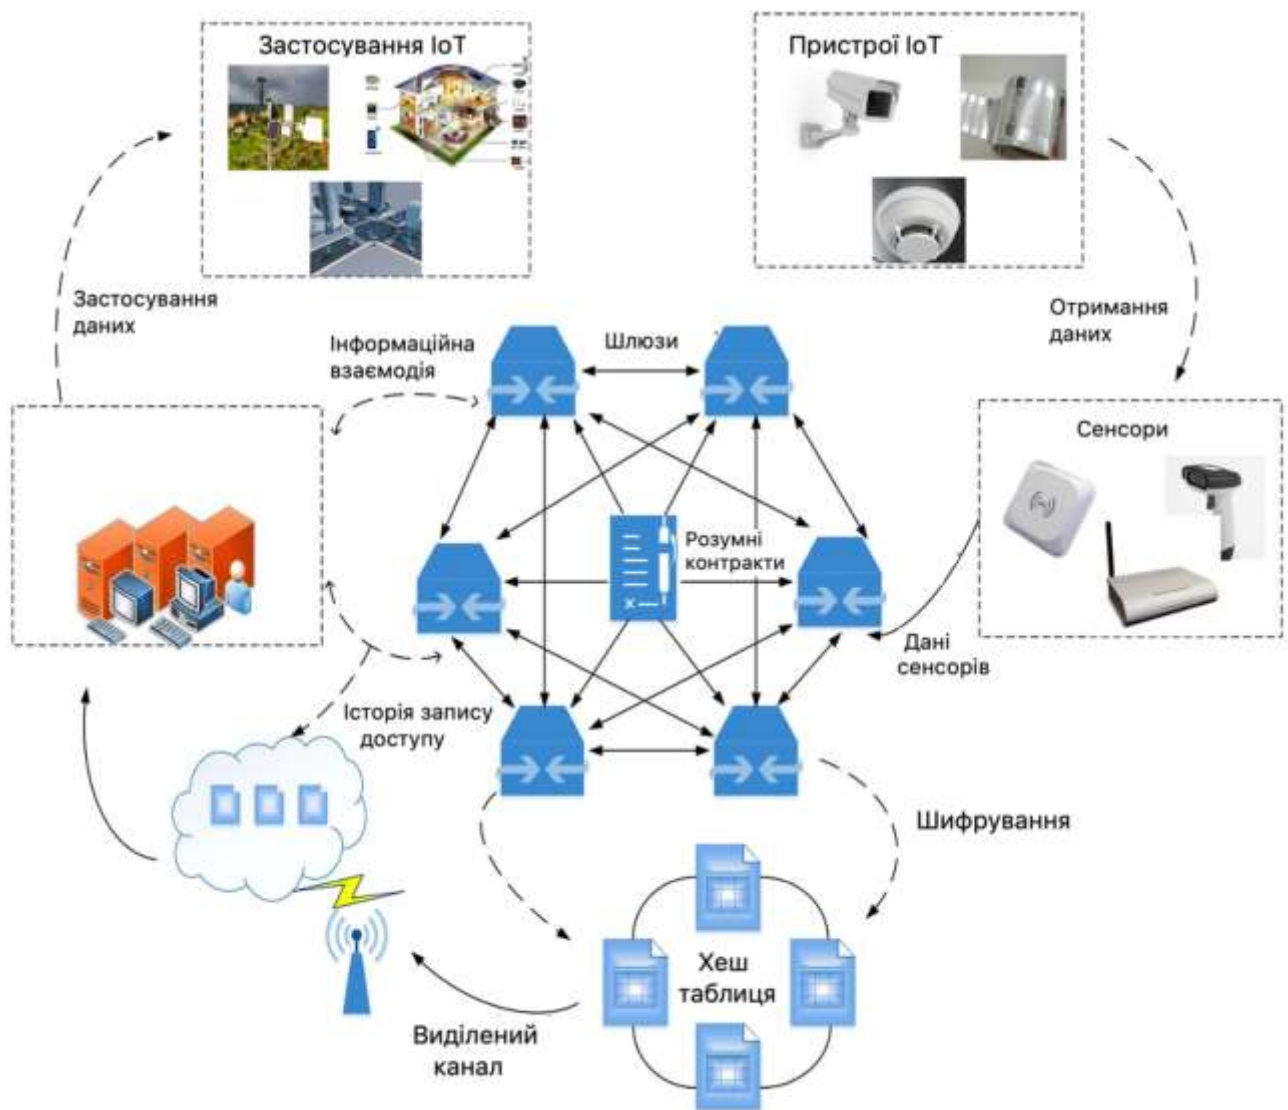 Застосування IoT
Пристрої IoT
Застосування
даних
Отримання
даних
Інформаційна
взаємодія
Шлюзи
Сенсори
Розумні
контракти
Дані
сенсорів
Історія запису
доступу
Шифрування
Хеш
таблиця
Виділений
канал